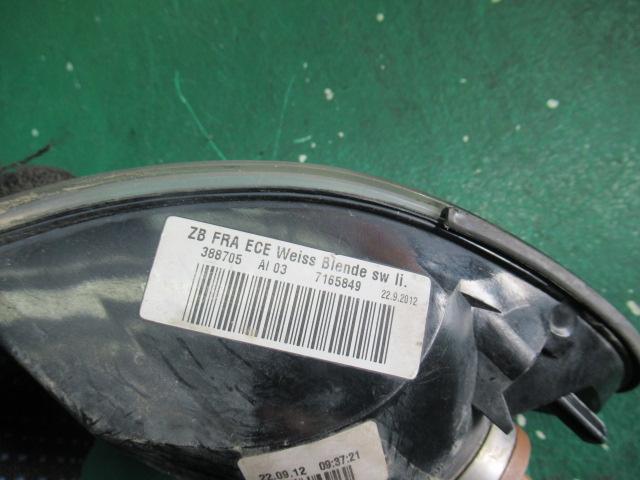 ZB FRA ECE Weiss Blende sw li.
388705 AI 03 7165849 22.9.2012
22.09.12 09:37:21